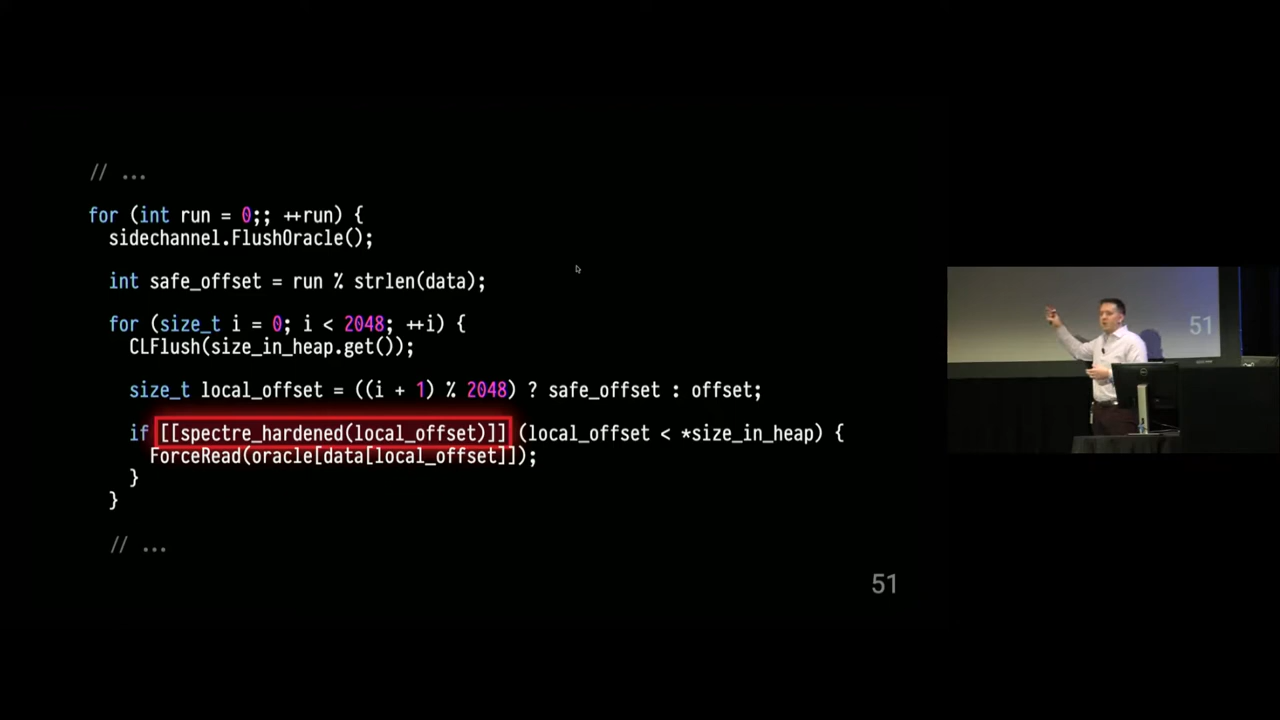 // ...
for (int run = 0;; ++run) {
sidechannel.FlushOracle();
int safe_offset = run % strlen(data);
for (size_t i = 0; i < 2048; ++i) {
CLFlush(size_in_heap.get());
size_t local_offset = ((i + 1) % 2048) ? safe_offset : offset;
if [[spectre_hardened(local_offset)]] (local_offset < *size_in_heap) {
ForceRead(oracle[data[local_offset]]);
}
}
// ...
51
51